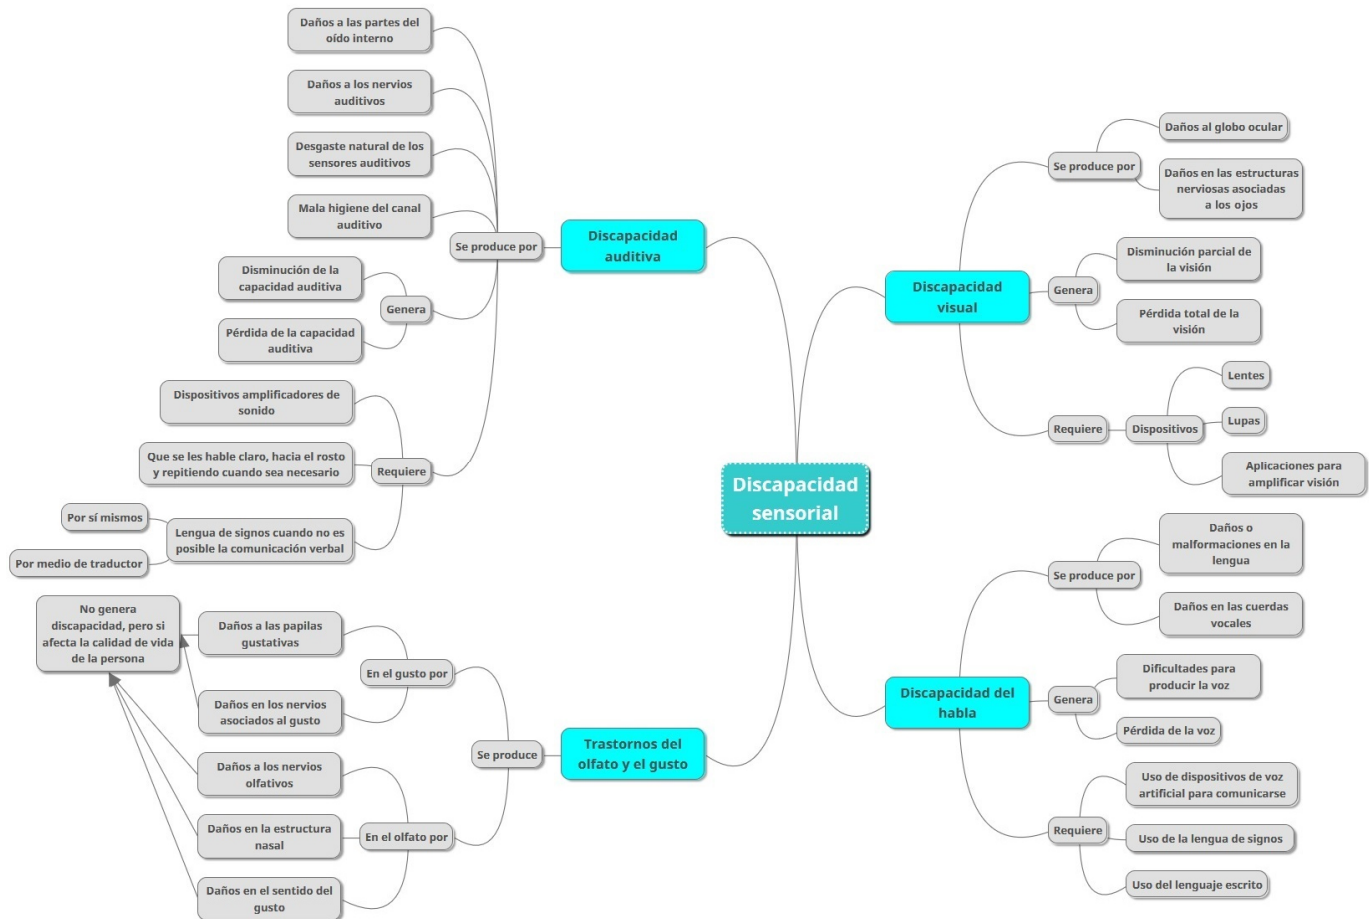 Discapacidad
sensorial
Discapacidad
auditiva
Se produce por
Daños a las partes del
oído interno
Daños a los nervios
auditivos
Desgaste natural de los
sensores auditivos
Mala higiene del canal
auditivo
Genera
Disminución de la
capacidad auditiva
Pérdida de la capacidad
auditiva
Requiere
Dispositivos amplificadores de
sonido
Que se les hable claro, hacia el rosto
y repitiendo cuando sea necesario
Lengua de signos cuando no es
posible la comunicación verbal
Por sí mismos
Por medio de traductor
Trastornos del
olfato y el gusto
Se produce
En el gusto por
Daños a las papilas
gustativas
Daños en los nervios
asociados al gusto
En el olfato por
Daños a los nervios
olfativos
Daños en la estructura
nasal
Daños en el sentido del
gusto
No genera
discapacidad, pero si
afecta la calidad de vida
de la persona
Discapacidad
visual
Se produce por
Daños al globo ocular
Daños en las estructuras
nerviosas asociadas
a los ojos
Genera
Disminución parcial de
la visión
Pérdida total de la
visión
Requiere
Dispositivos
Lentes
Lupas
Aplicaciones para
amplificar visión
Discapacidad del
habla
Se produce por
Daños o
malformaciones en la
lengua
Daños en las cuerdas
vocales
Genera
Dificultades para
producir la voz
Pérdida de la voz
Requiere
Uso de dispositivos de voz
artificial para comunicarse
Uso de la lengua de signos
Uso del lenguaje escrito